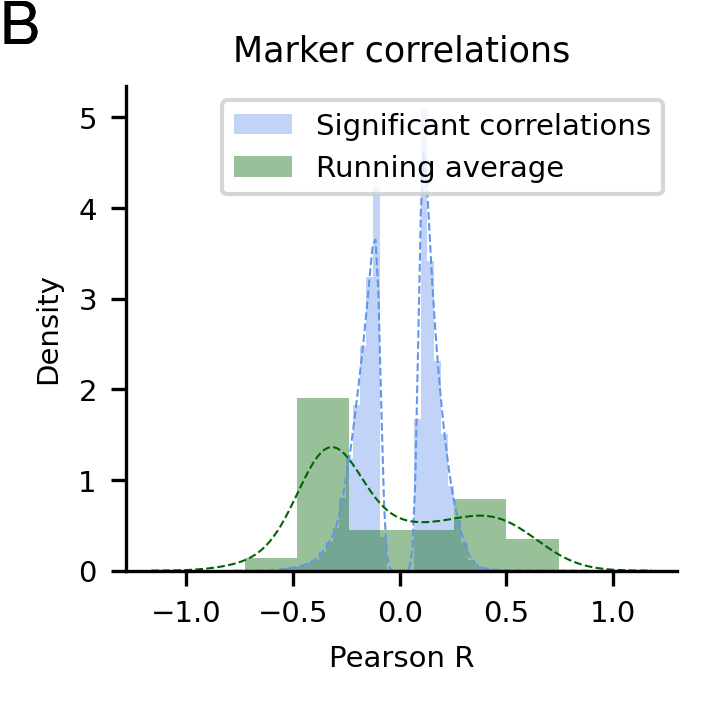 B
Marker correlations
Significant correlations
Running average
5
4
3
2
1
0
Density
−1.0 −0.5 0.0 0.5 1.0
Pearson R